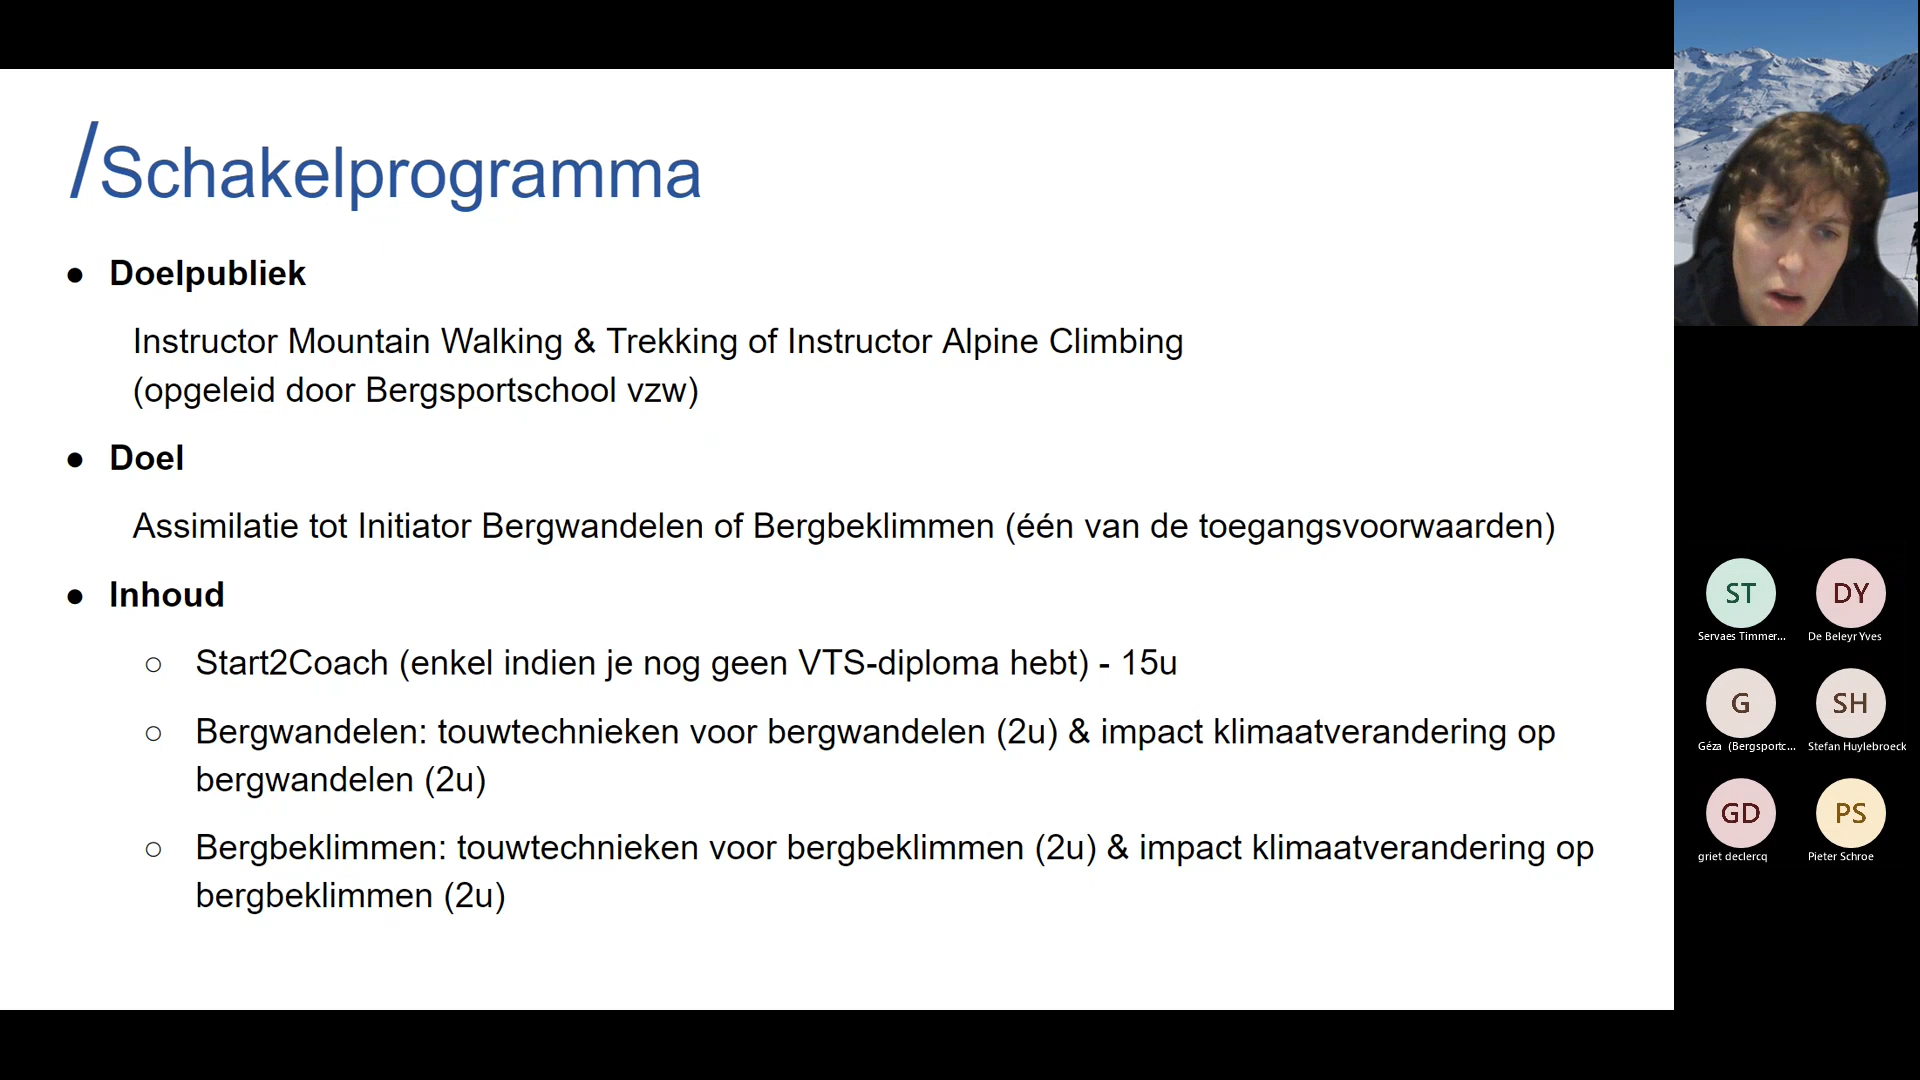 /Schakelprogramma
● Doelpubliek
Instructor Mountain Walking & Trekking of Instructor Alpine Climbing
(opgeleid door Bergsportschool vzw)
● Doel
Assimilatie tot Initiator Bergwandelen of Bergbeklimmen (één van de toegangsvoorwaarden)
● Inhoud
○ Start2Coach (enkel indien je nog geen VTS-diploma hebt) - 15u
○ Bergwandelen: touwtechnieken voor bergwandelen (2u) & impact klimaatverandering op
bergwandelen (2u)
○ Bergbeklimmen: touwtechnieken voor bergbeklimmen (2u) & impact klimaatverandering op
bergbeklimmen (2u)
ST
DY
Servaes Timmer...
De Beleyr Yves
G
SH
Géza (Bergsportc...
Stefan Huylebroeck
GD
PS
griet declercq
Pieter Schroe